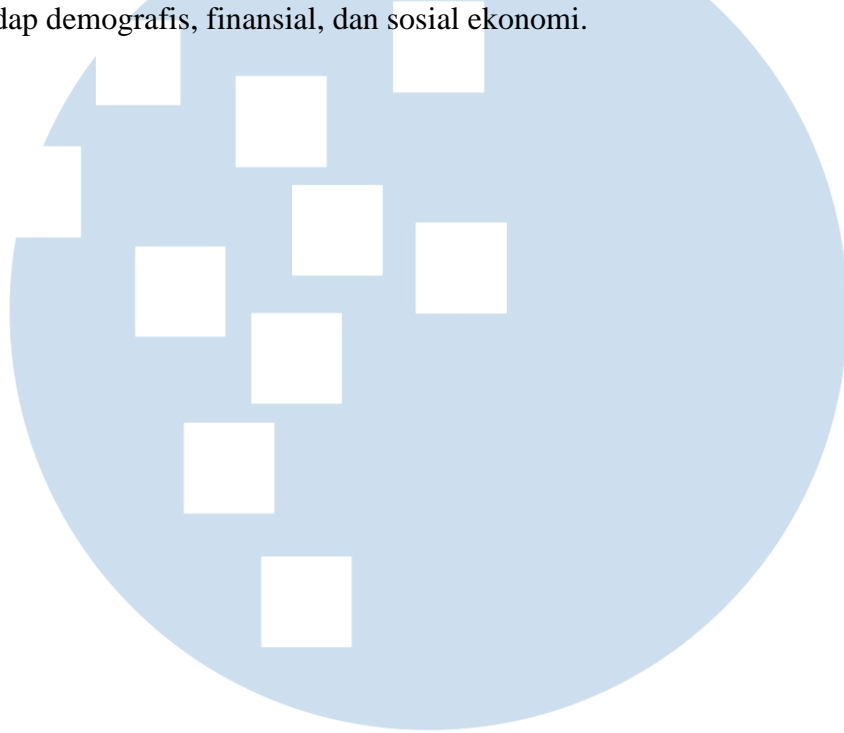 dap demografis, finansial, dan sosial ekonomi.